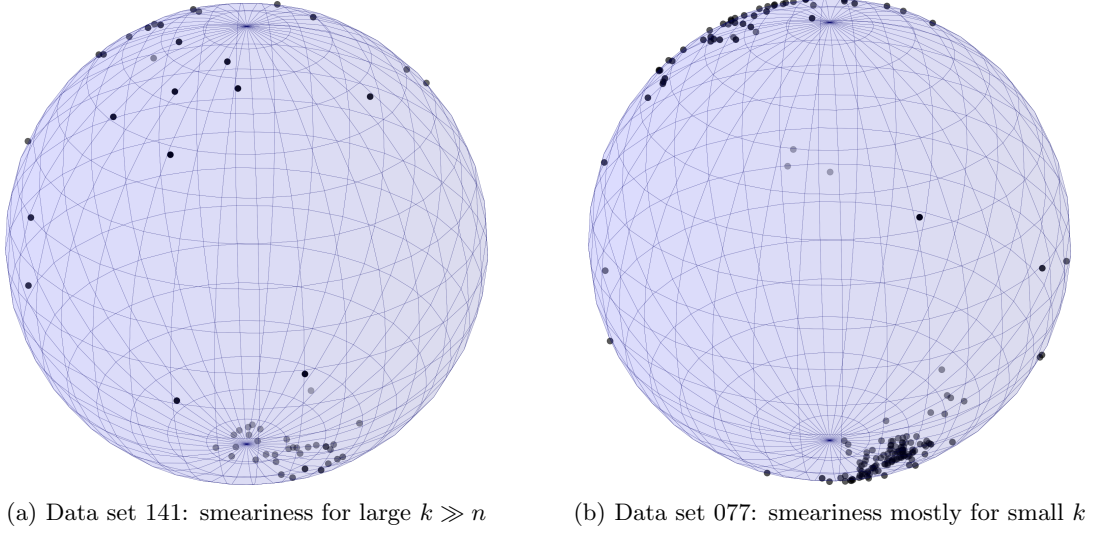 (a) Data set 141: smeariness for large k ≫ n
(b) Data set 077: smeariness mostly for small k